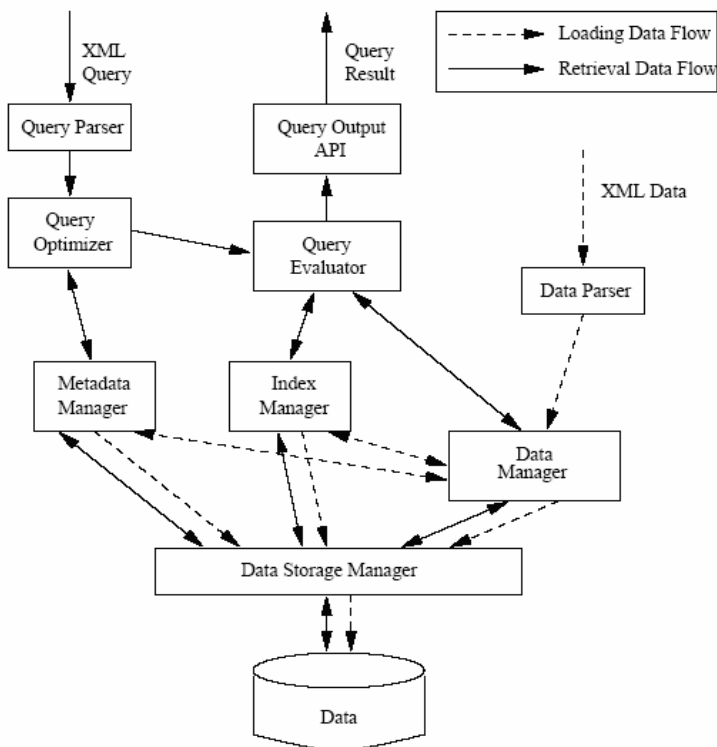 XML
Query
Query
Result
Loading Data Flow
Retrieval Data Flow
Query Parser
Query Output
API
XML Data
Query
Optimizer
Query
Evaluator
Data Parser
Metadata
Manager
Index
Manager
Data
Manager
Data Storage Manager
Data